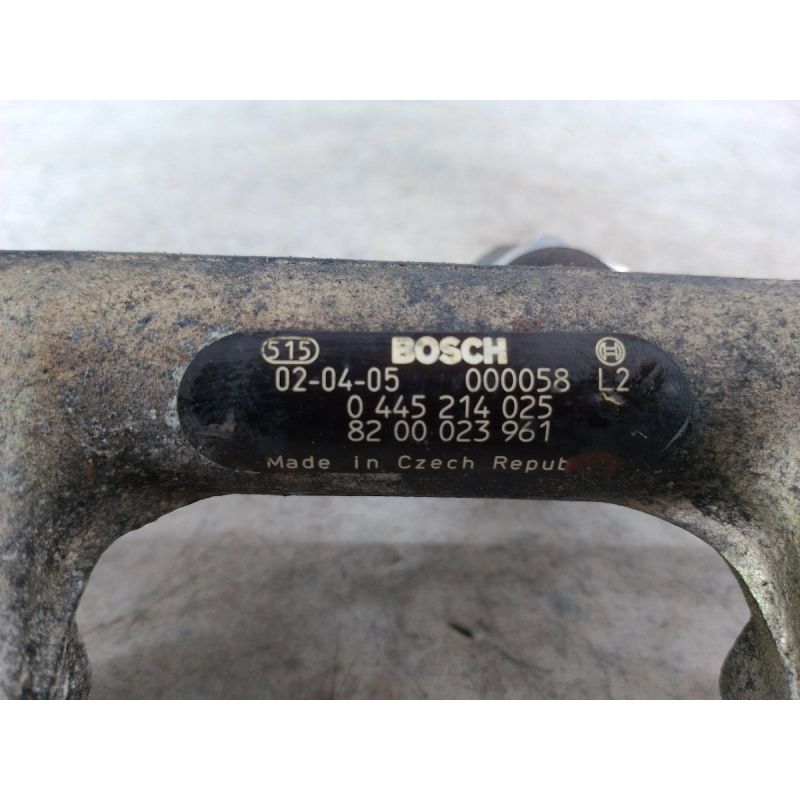 515 BOSCH
02-04-05 000058 L2
0 445 214 025
82 00 023 961
Made in Czech Repub